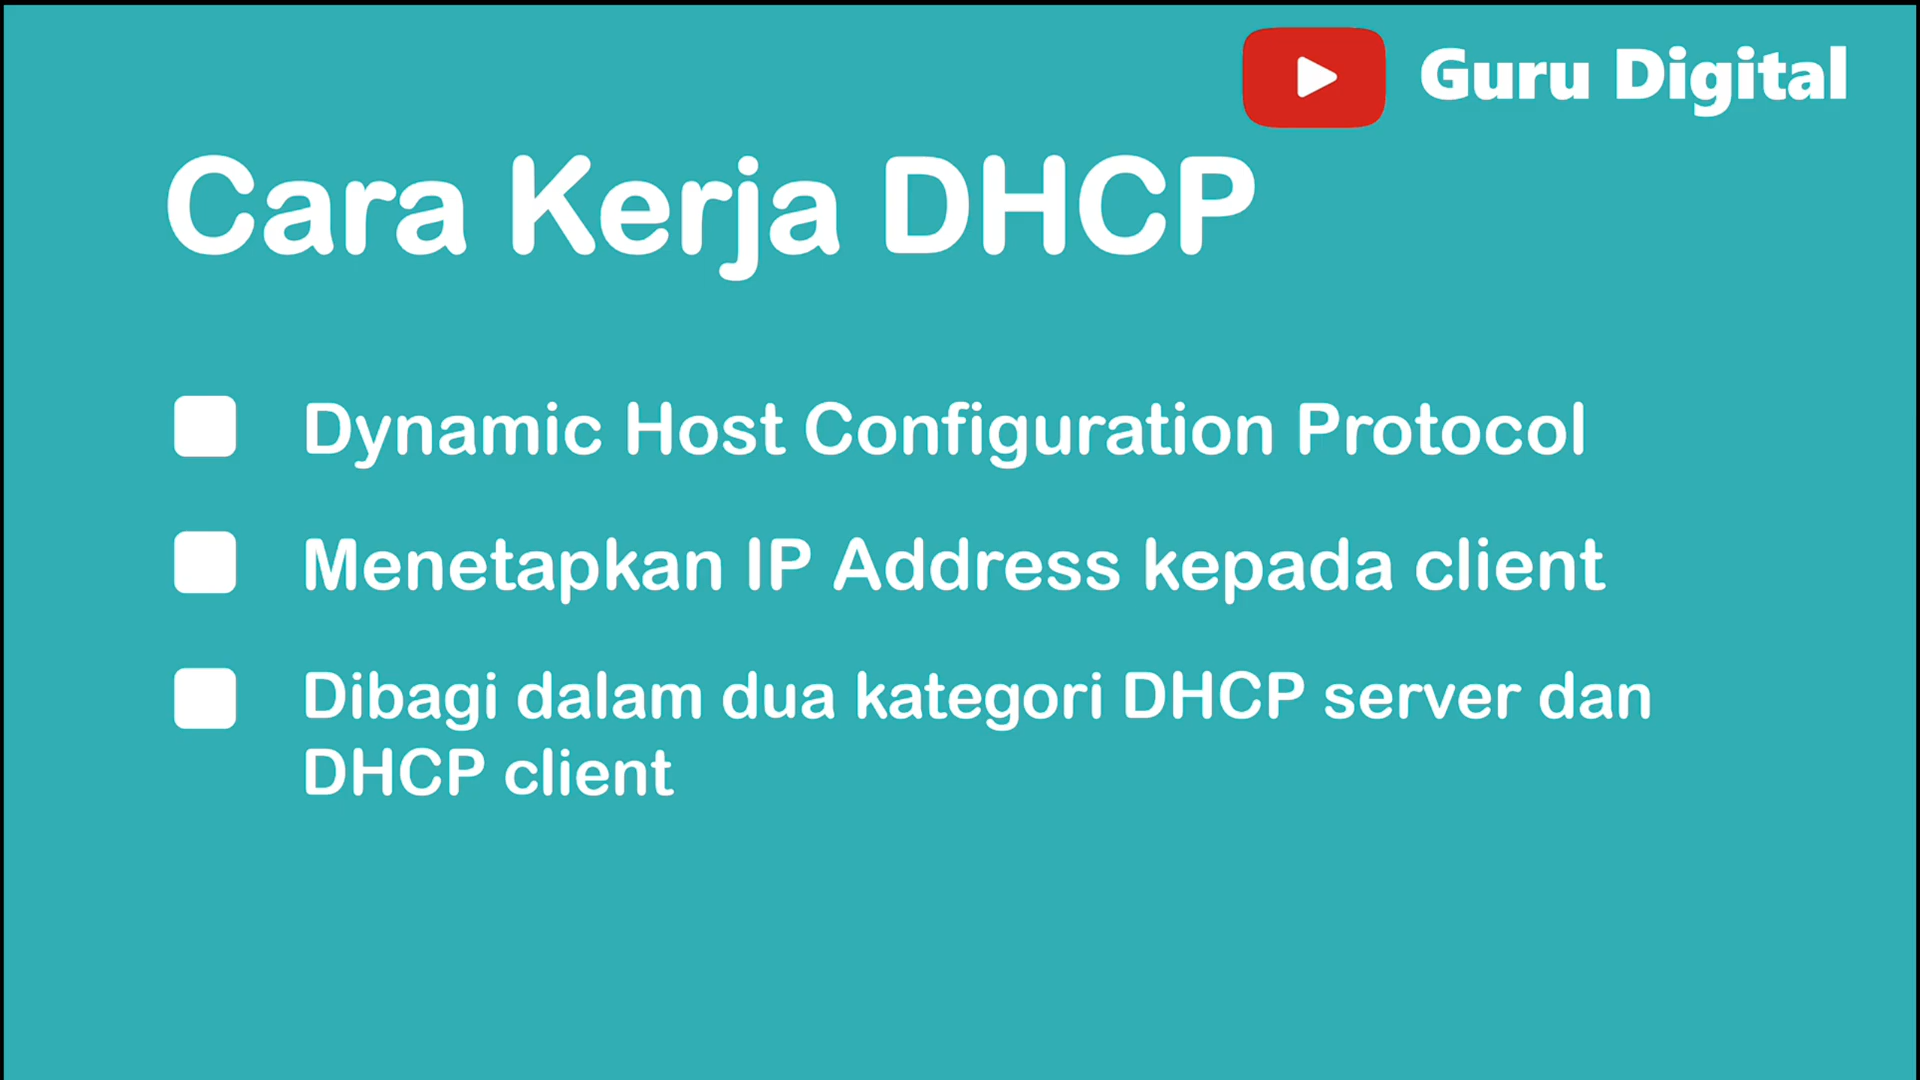 Guru Digital
Cara Kerja DHCP
Dynamic Host Configuration Protocol
Menetapkan IP Address kepada client
Dibagi dalam dua kategori DHCP server dan
DHCP client